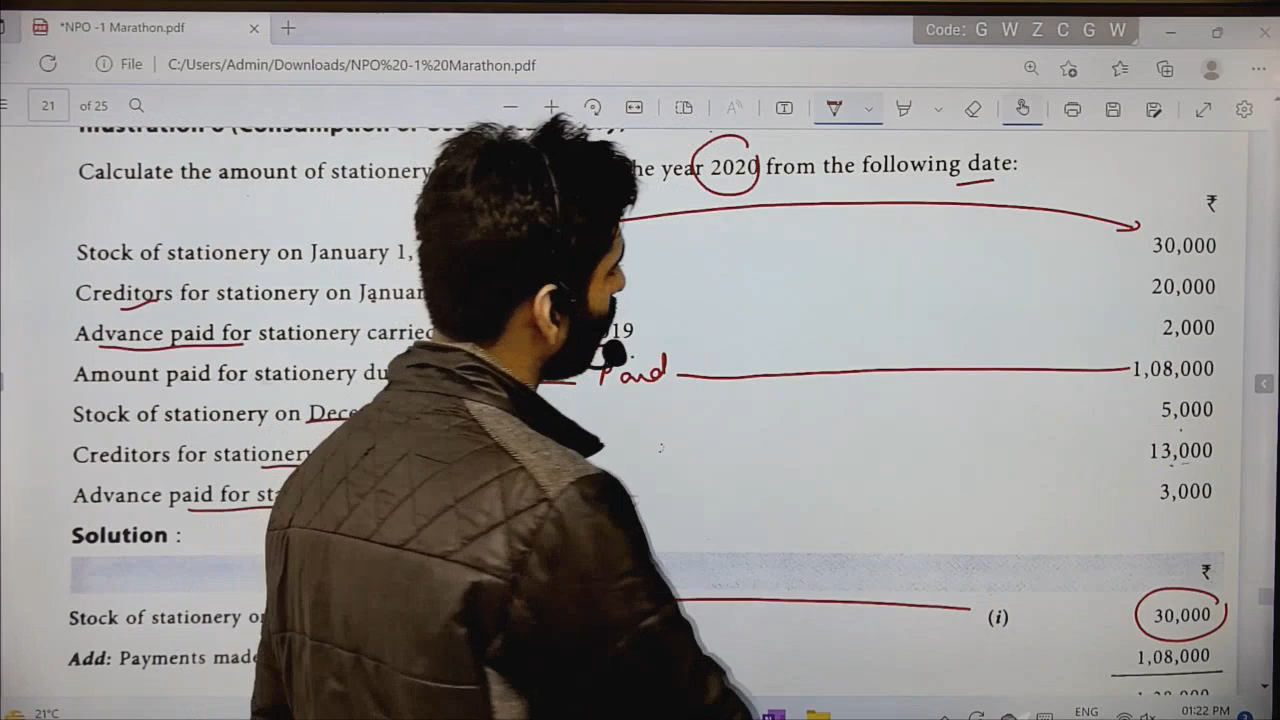 *NPO -1 Marathon.pdf
Code: G W Z C G W
File C:/Users/Admin/Downloads/NPO%20-1%20Marathon.pdf
21 of 25
Calculate the amount of stationery he year 2020 from the following date:
₹
Stock of stationery on January 1, 30,000
Creditors for stationery on Januar 20,000
Advance paid for stationery carried 19 2,000
Amount paid for stationery du Paid 1,08,000
Stock of stationery on Dece 5,000
Creditors for stationery 13,000
Advance paid for sta 3,000
Solution :
₹
Stock of stationery o (i) 30,000
Add: Payments made 1,08,000
21°C ENG 01:22 PM